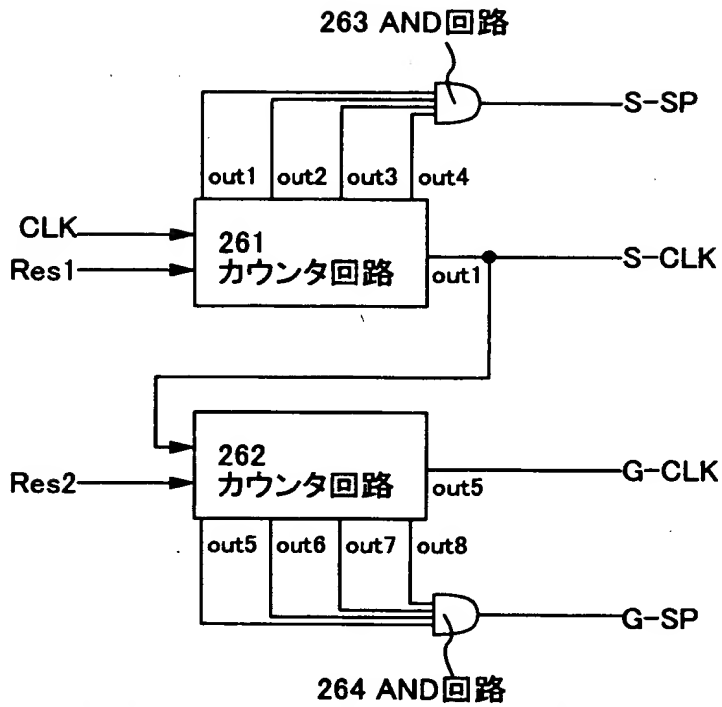 263 AND回路
S-SP
out1
out2
out3
out4
CLK
Res1
261
カウンタ回路
out1
S-CLK
262
カウンタ回路
Res2
out5
G-CLK
out5
out6
out7
out8
G-SP
264 AND回路